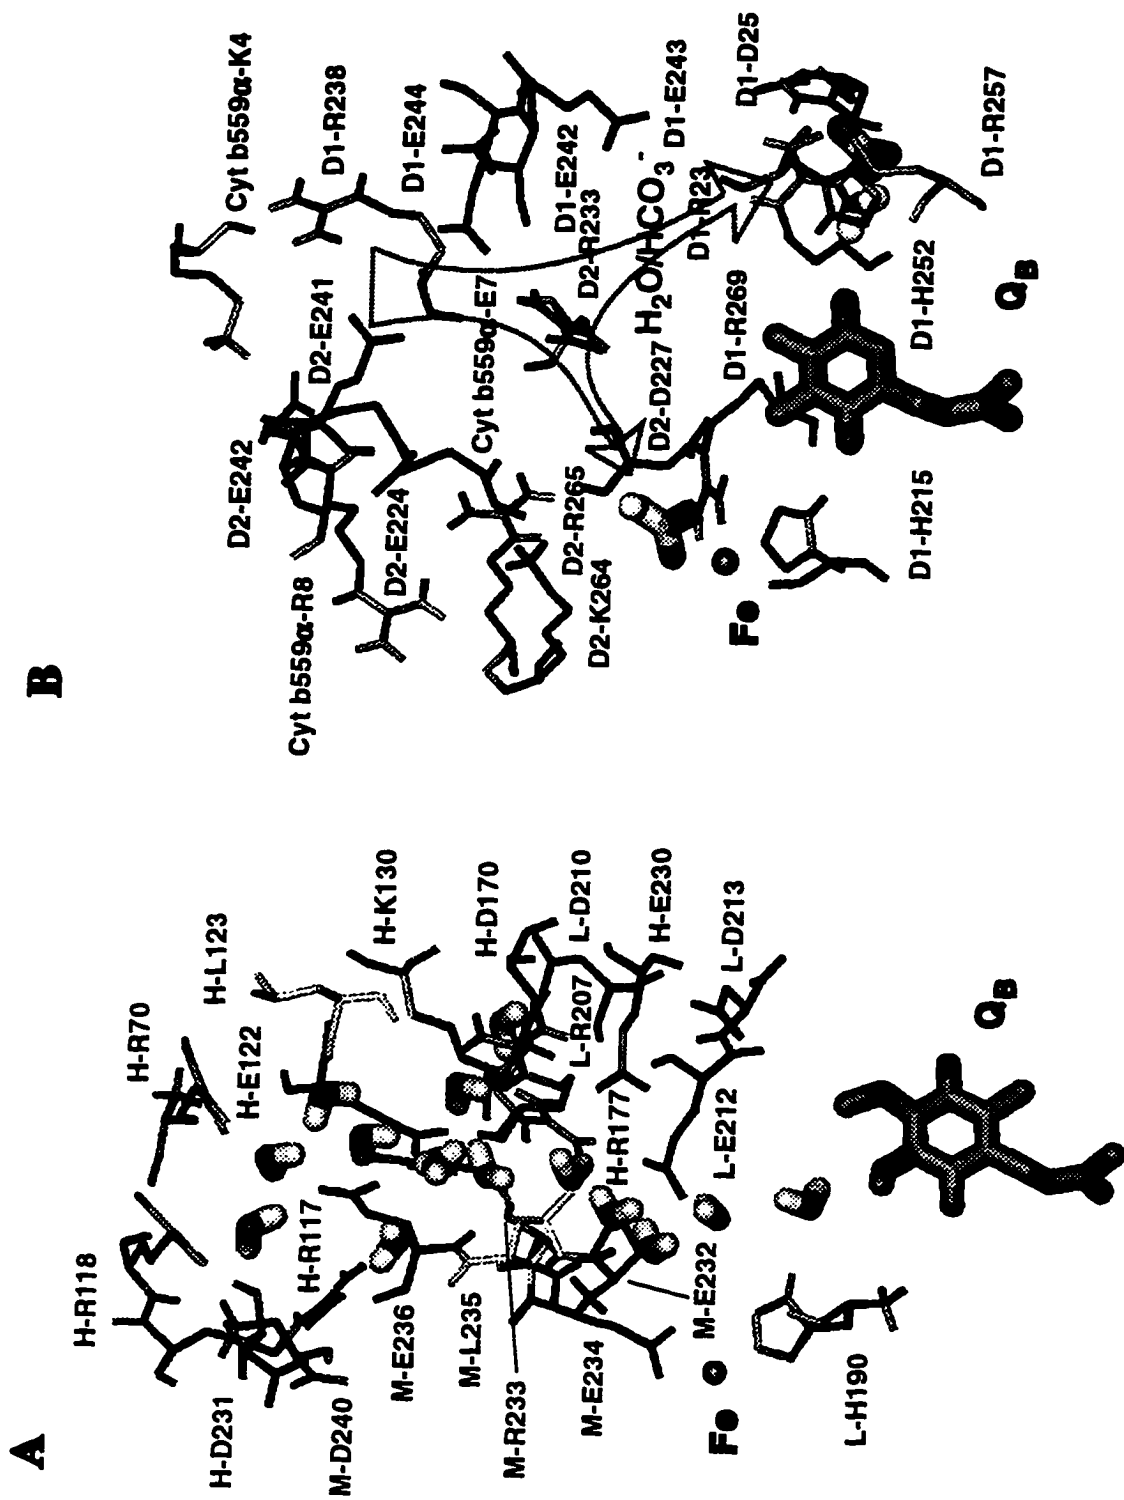 A
H-R118
H-R70
H-L123
H-D231
H-R117
H-E122
H-K130
M-D240
M-E236
M-L235
H-D170
M-R233
L-R207
L-D210
M-E234
H-R177
H-E230
M-E232
L-E212
L-D213
Fe
L-H190
QB
B
Cyt b559α-K4
D1-R238
D2-E242
D2-E241
D1-E244
Cyt b559α-R8
D2-E224
Cyt b559α-E7
D1-E242
D2-R233
D1-E243
D2-R265
D2-K264
H2O/HCO3-
D2-D227
D1-R23
D1-D25
D1-R269
Fe
D1-H215
D1-H252
D1-R257
QB